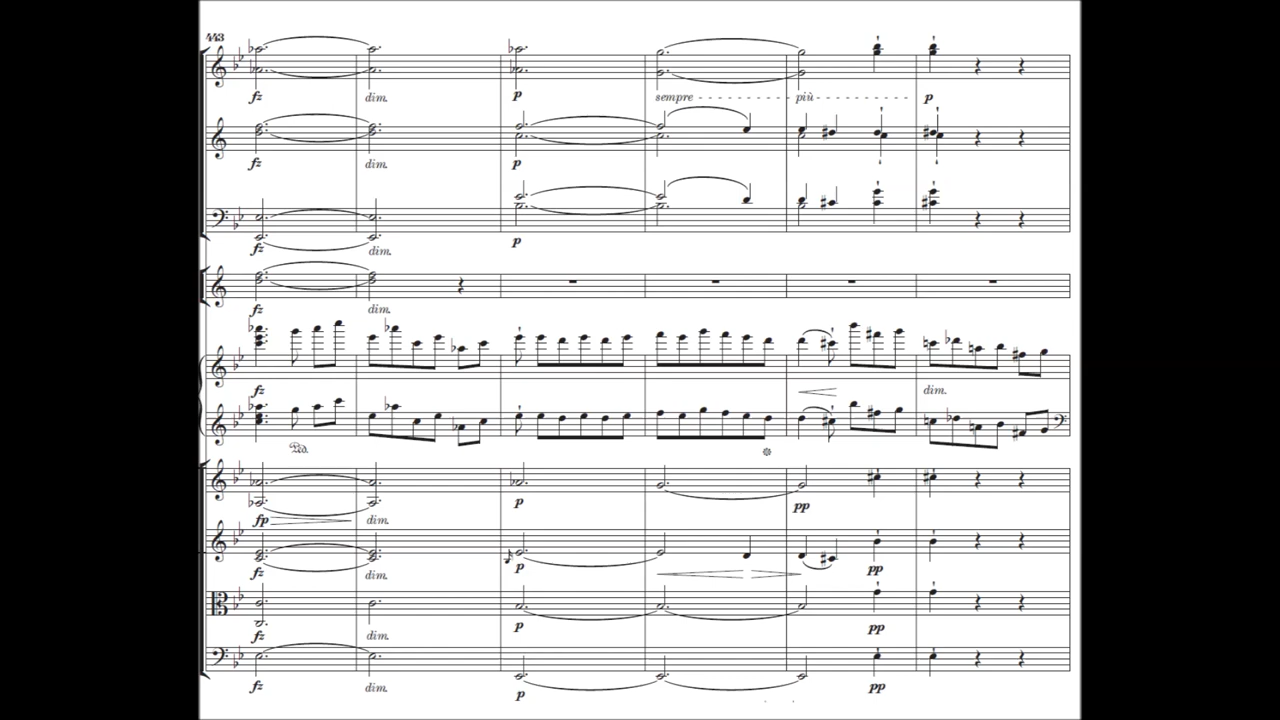 443
fz dim. p sempre più p
fz dim. p
fz dim. p
fz dim.
fz dim.
Ped.
fp dim. p pp
fz dim. p pp
fz dim. p pp
fz dim. p pp